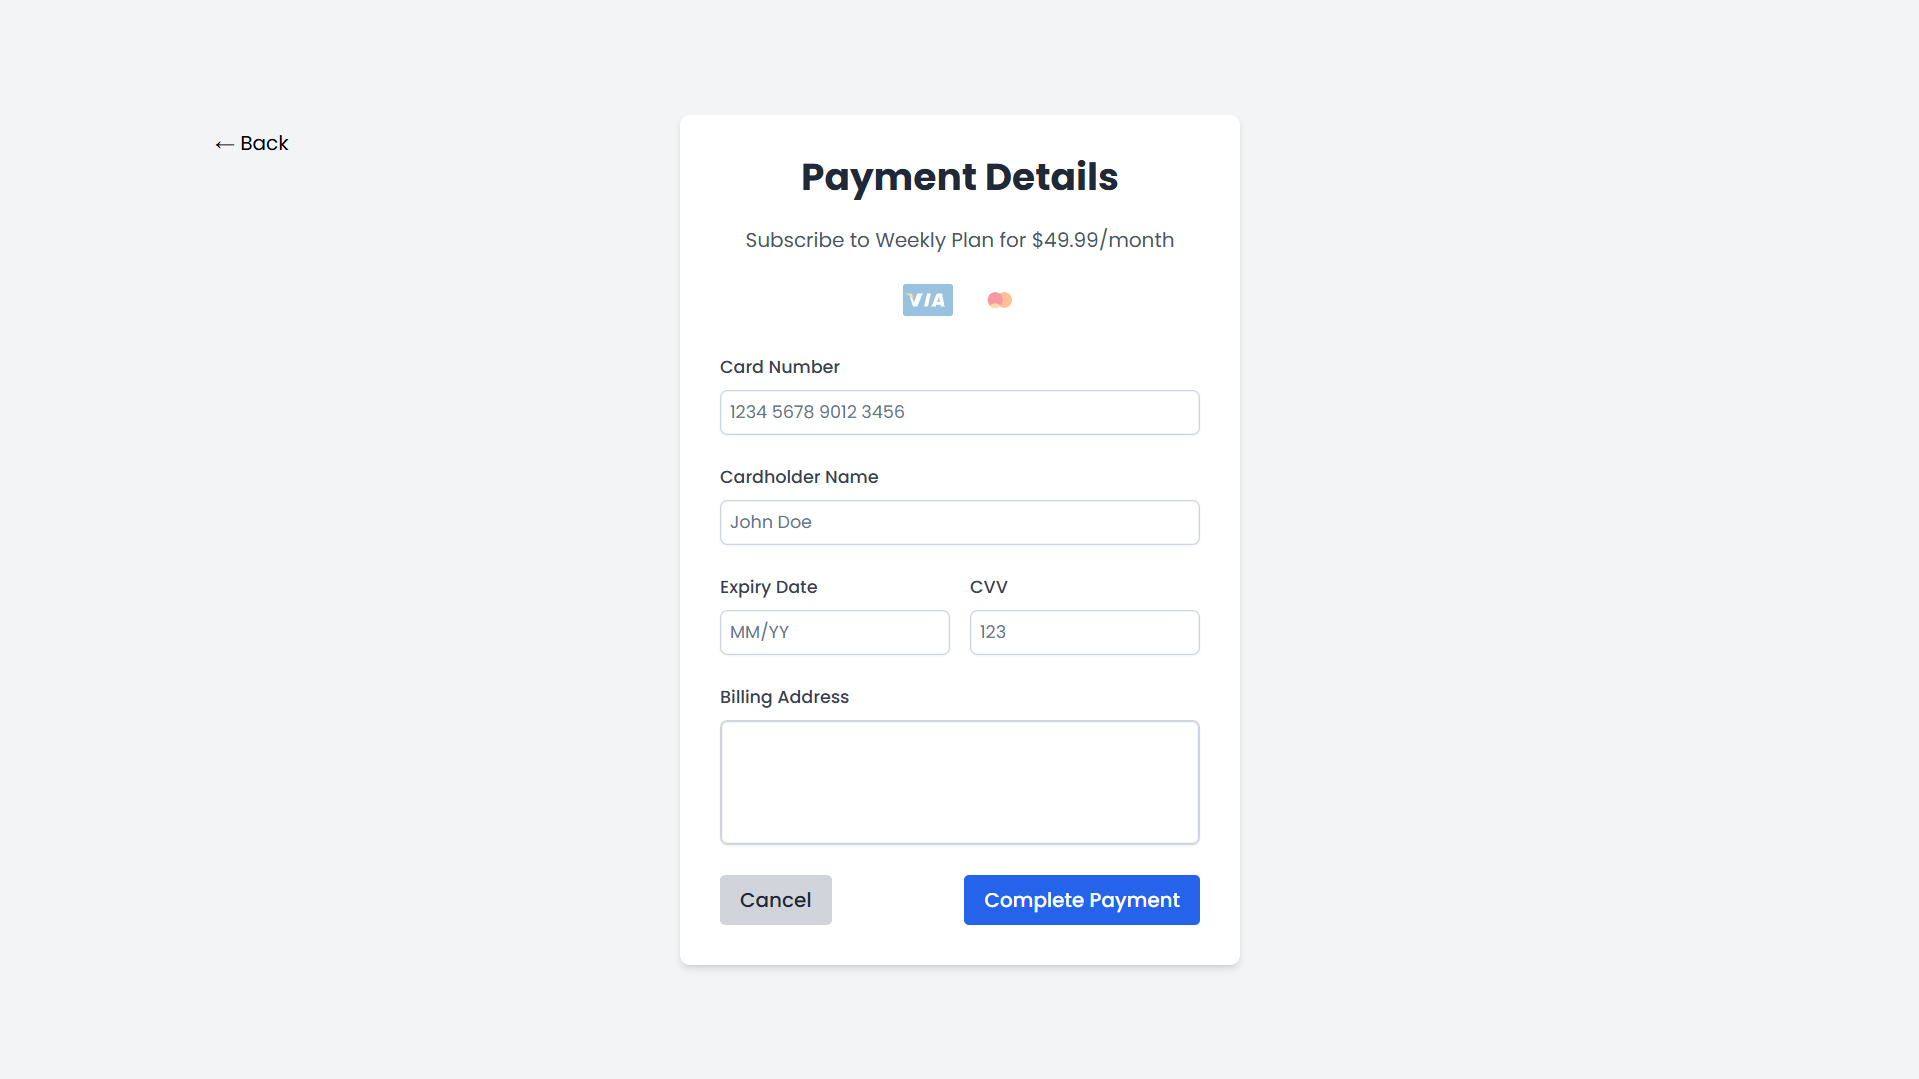 ← Back
Payment Details
Subscribe to Weekly Plan for $49.99/month
VIA
Card Number
1234 5678 9012 3456
Cardholder Name
John Doe
Expiry Date
CVV
MM/YY
123
Billing Address
Cancel
Complete Payment